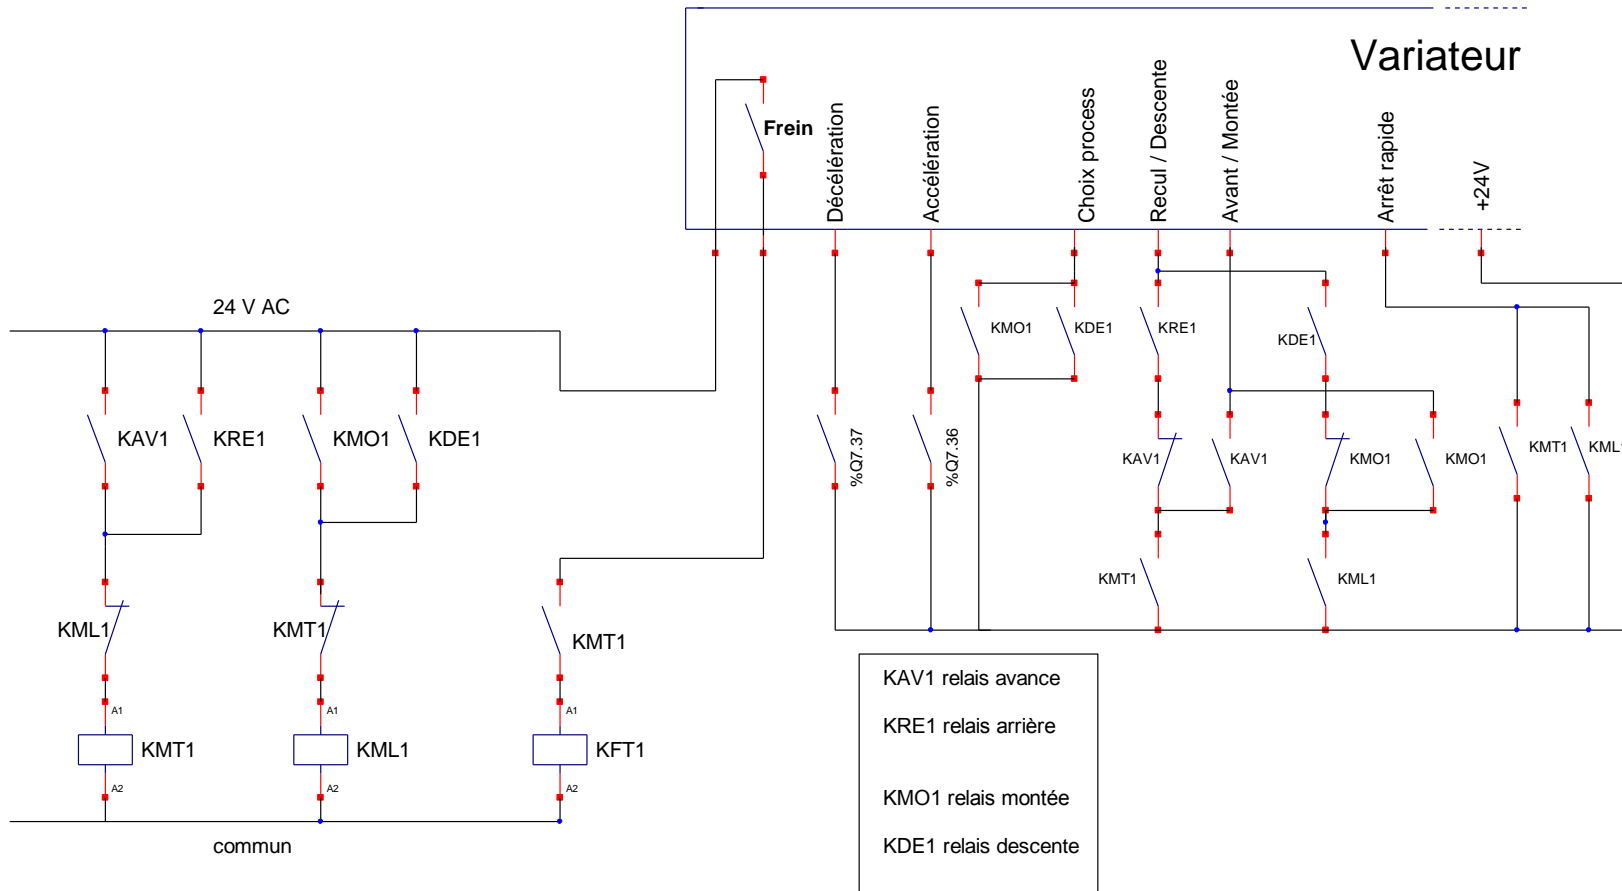 Variateur
Frein
Décélération
Accélération
Choix process
Recul / Descente
Avant / Montée
Arrêt rapide
+24V
24 V AC
KMO1
KDE1
KRE1
KDE1
KAV1
KRE1
KMO1
KDE1
%Q7.37
%Q7.36
KAV1
KAV1
KMO1
KMO1
KMT1
KML1
KML1
KMT1
KMT1
KMT1
KML1
A1
A1
A1
KMT1
KML1
KFT1
A2
A2
A2
commun
KAV1 relais avance
KRE1 relais arrière
KMO1 relais montée
KDE1 relais descente